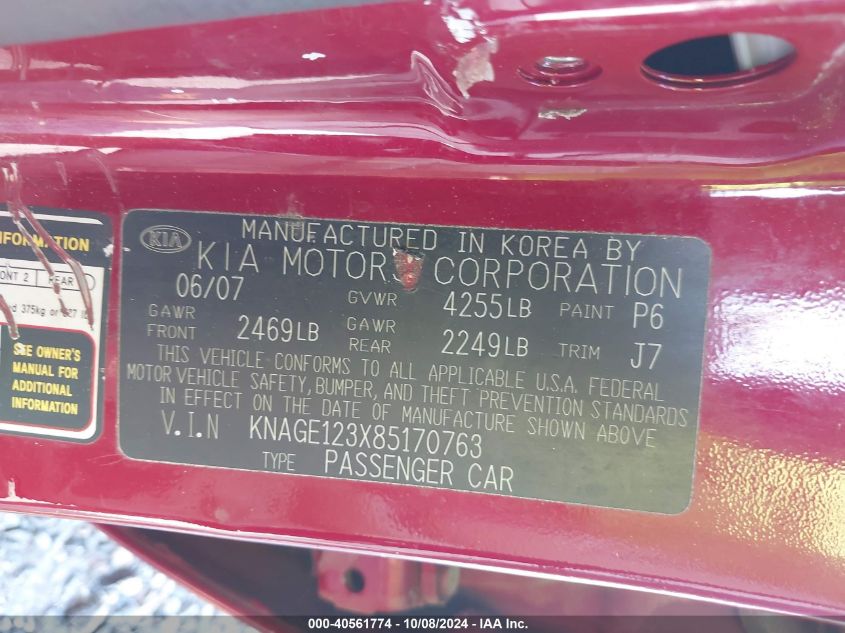 KIA
MANUFACTURED IN KOREA BY
KIA MOTORS CORPORATION
06/07 GVWR 4255LB PAINT P6
GAWR FRONT 2469LB GAWR REAR 2249LB TRIM J7
THIS VEHICLE CONFORMS TO ALL APPLICABLE U.S.A. FEDERAL
MOTOR VEHICLE SAFETY, BUMPER, AND THEFT PREVENTION STANDARDS
IN EFFECT ON THE DATE OF MANUFACTURE SHOWN ABOVE
V.I.N KNAGE123X85170763
TYPE PASSENGER CAR
REAR
375kg or
SEE OWNER'S
MANUAL FOR
ADDITIONAL
INFORMATION
000-40561774 - 10/08/2024 - IAA Inc.